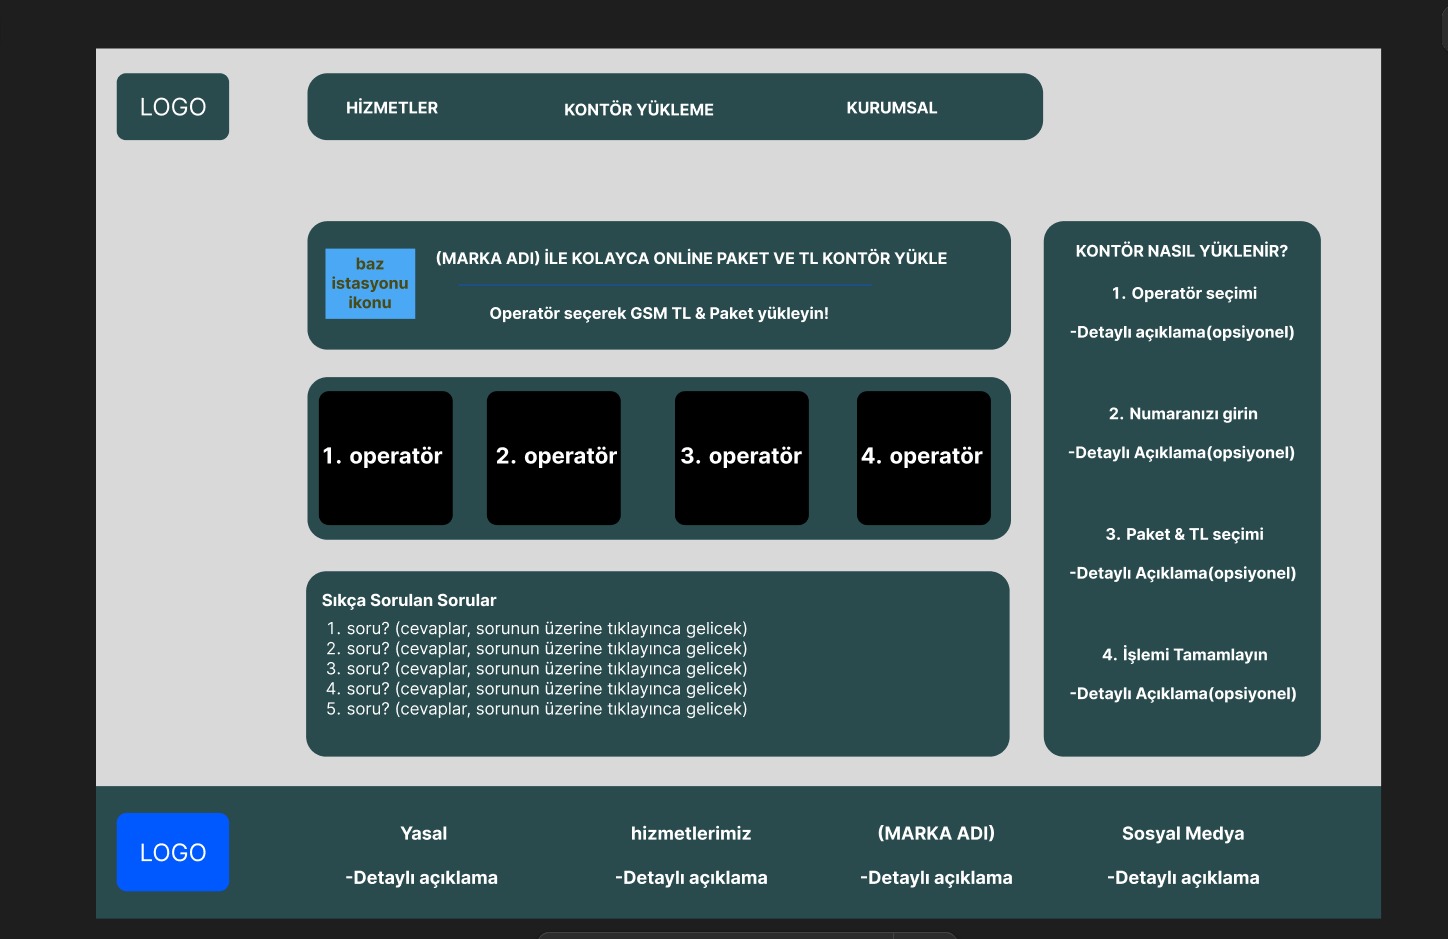 LOGO
HİZMETLER
KONTÖR YÜKLEME
KURUMSAL
baz
istasyonu
ikonu
(MARKA ADI) İLE KOLAYCA ONLİNE PAKET VE TL KONTÖR YÜKLE
Operatör seçerek GSM TL & Paket yükleyin!
1. operatör
2. operatör
3. operatör
4. operatör
Sıkça Sorulan Sorular
1. soru? (cevaplar, sorunun üzerine tıklayınca gelicek)
2. soru? (cevaplar, sorunun üzerine tıklayınca gelicek)
3. soru? (cevaplar, sorunun üzerine tıklayınca gelicek)
4. soru? (cevaplar, sorunun üzerine tıklayınca gelicek)
5. soru? (cevaplar, sorunun üzerine tıklayınca gelicek)
KONTÖR NASIL YÜKLENİR?
1. Operatör seçimi
-Detaylı açıklama(opsiyonel)
2. Numaranızı girin
-Detaylı Açıklama(opsiyonel)
3. Paket & TL seçimi
-Detaylı Açıklama(opsiyonel)
4. İşlemi Tamamlayın
-Detaylı Açıklama(opsiyonel)
LOGO
Yasal
-Detaylı açıklama
hizmetlerimiz
-Detaylı açıklama
(MARKA ADI)
-Detaylı açıklama
Sosyal Medya
-Detaylı açıklama